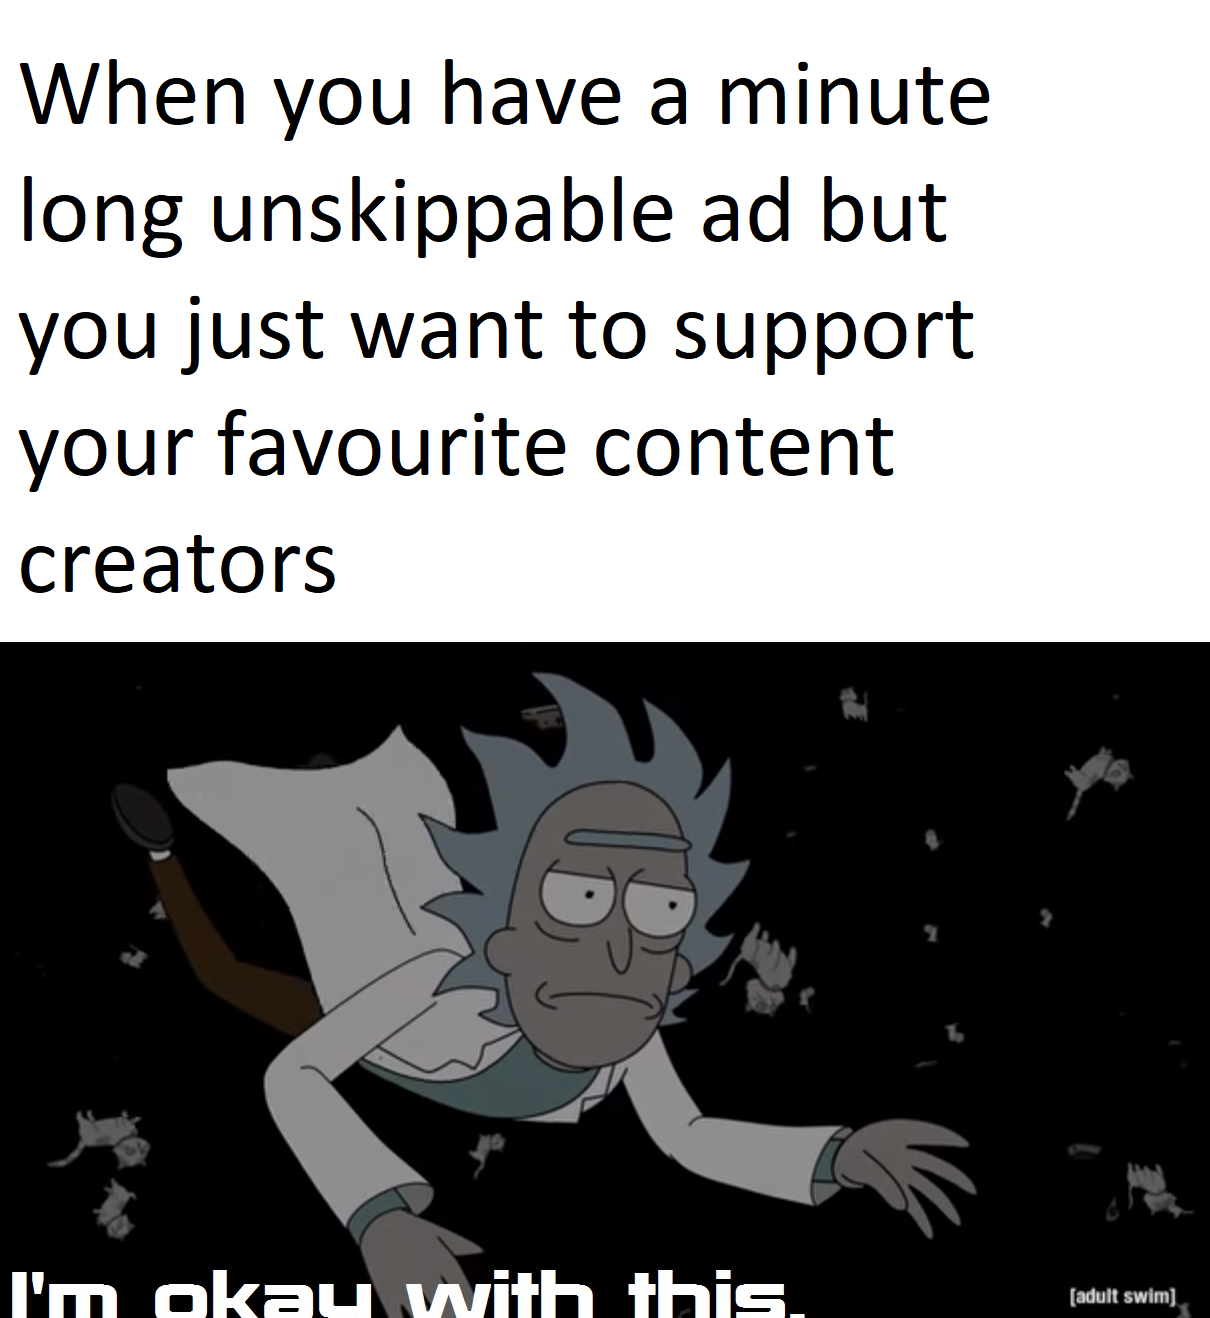 When you have a minute
long unskippable ad but
you just want to support
your favourite content
creators
I'm okay with this.
[adult swim]